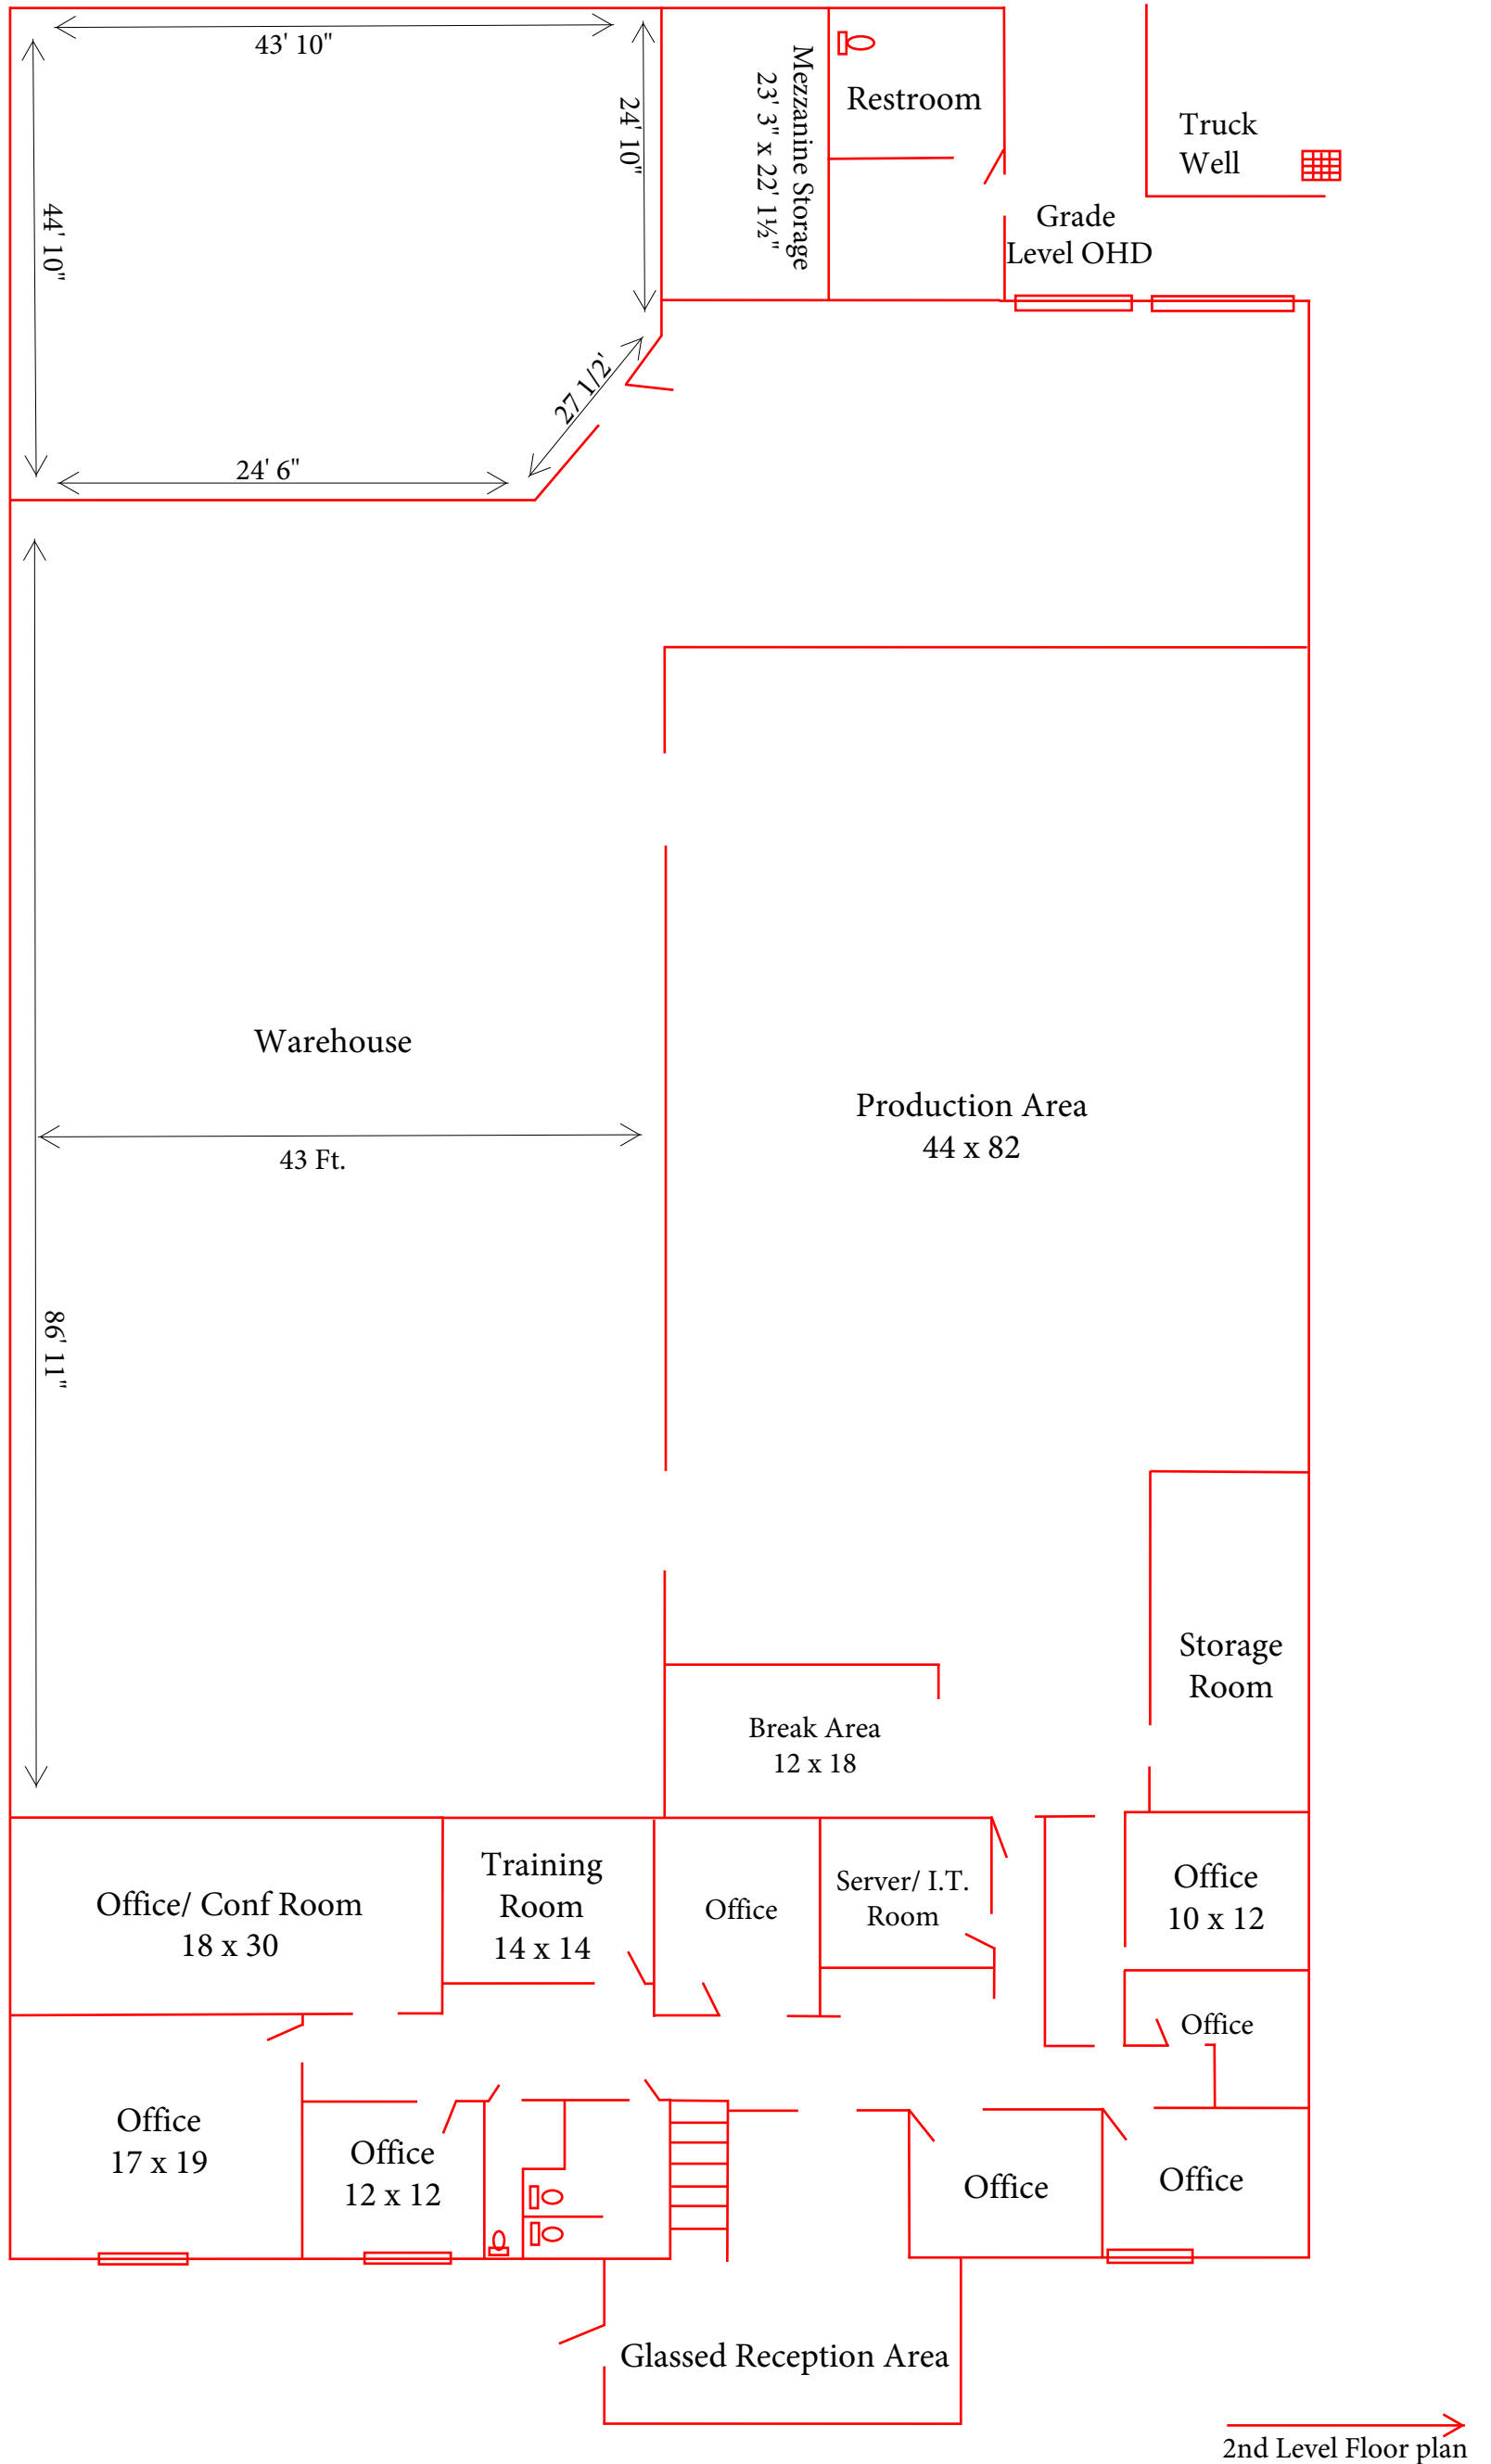 43' 10"
24' 10"
44' 10"
27 1/2'
24' 6"
Mezzanine Storage
23' 3" x 22' 1½"
Restroom
Truck
Well
Grade
Level OHD
Warehouse
43 Ft.
86' 11"
Production Area
44 x 82
Storage
Room
Break Area
12 x 18
Office/ Conf Room
18 x 30
Training
Room
14 x 14
Office
Server/ I.T.
Room
Office
10 x 12
Office
Office
17 x 19
Office
12 x 12
Office
Office
Glassed Reception Area
2nd Level Floor plan